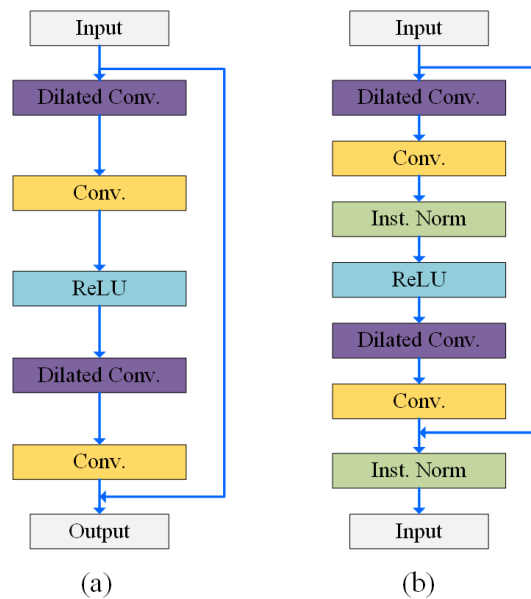 Input
Dilated Conv.
Conv.
ReLU
Dilated Conv.
Conv.
Output
(a)
Input
Dilated Conv.
Conv.
Inst. Norm
ReLU
Dilated Conv.
Conv.
Inst. Norm
Input
(b)